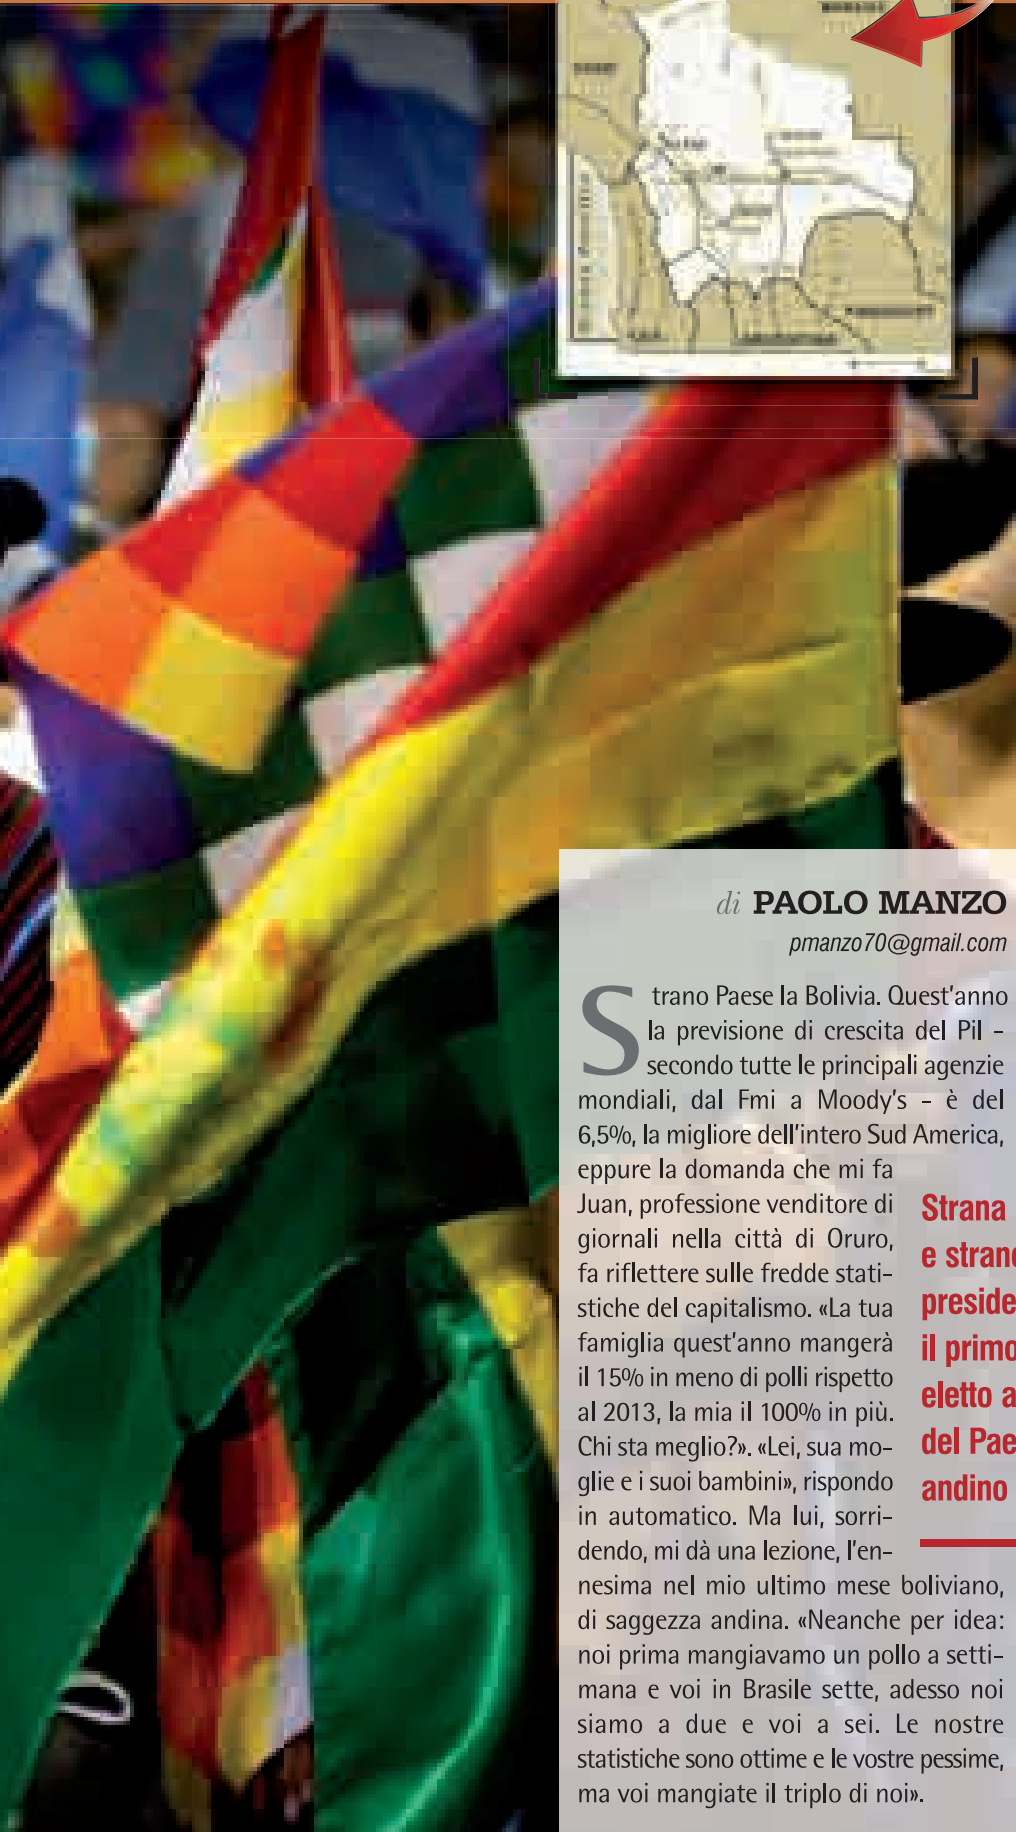 di PAOLO MANZO
pmanzo70@gmail.com
Strano Paese la Bolivia. Quest'anno
la previsione di crescita del Pil -
secondo tutte le principali agenzie
mondiali, dal Fmi a Moody's - è del
6,5%, la migliore dell'intero Sud America,
eppure la domanda che mi fa
Juan, professione venditore di
giornali nella città di Oruro,
fa riflettere sulle fredde stati-
stiche del capitalismo. «La tua
famiglia quest'anno mangerà
il 15% in meno di polli rispetto
al 2013, la mia il 100% in più.
Chi sta meglio?». «Lei, sua mo-
glie e i suoi bambini», rispondo
in automatico. Ma lui, sorri-
dendo, mi dà una lezione, l'en-
nesima nel mio ultimo mese boliviano,
di saggezza andina. «Neanche per idea:
noi prima mangiavamo un pollo a setti-
mana e voi in Brasile sette, adesso noi
siamo a due e voi a sei. Le nostre
statistiche sono ottime e le vostre pessime,
ma voi mangiate il triplo di noi».
Strana
e stran
preside
il primo
eletto a
del Pae
andino